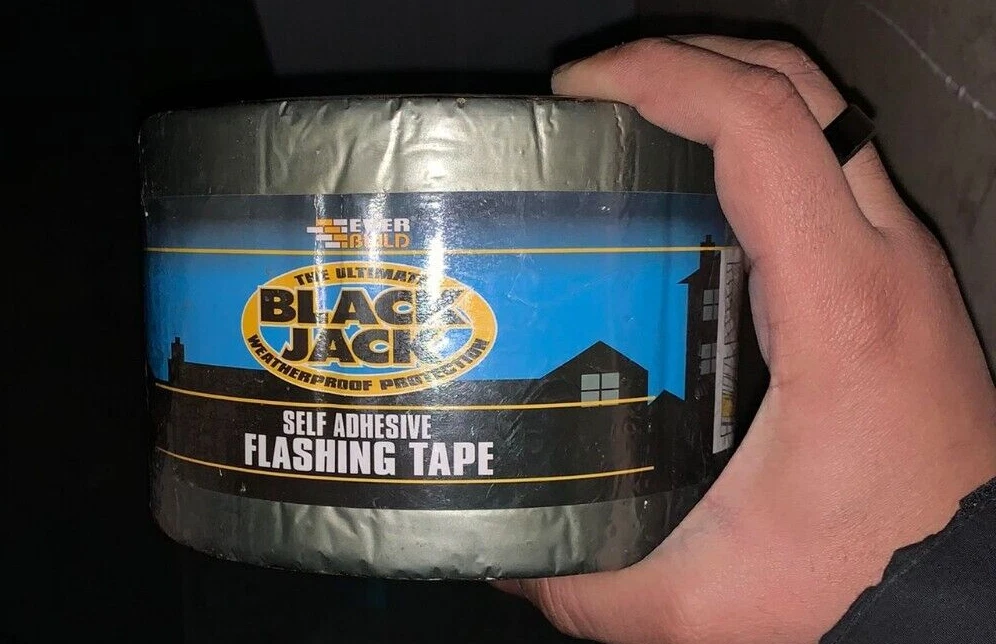 EVER
BUILD
THE ULTIMATE
BLACK
JACK
WEATHERPROOF PROTECTION
SELF ADHESIVE
FLASHING TAPE